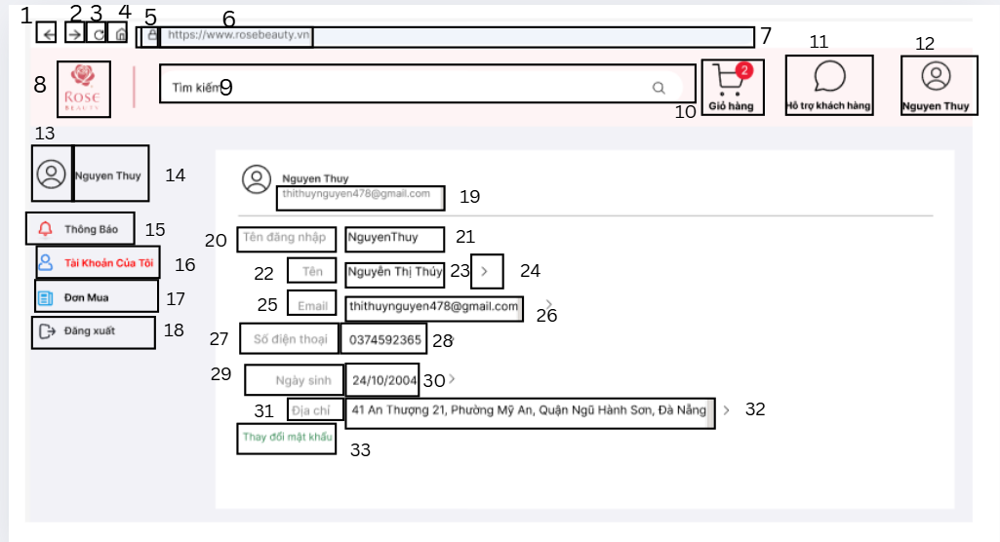 1 2 3 4 5 6
https://www.rosebeauty.vn
7
8
ROSE
BEAUTY
Tìm kiếm 9
2
Giỏ hàng
10
11
Hỗ trợ khách hàng
12
Nguyen Thuy
13
Nguyen Thuy 14
Thông Báo 15
Tài Khoản Của Tôi 16
Đơn Mua 17
Đăng xuất 18
Nguyen Thuy
thithuynguyen478@gmail.com 19
20 Tên đăng nhập NguyenThuy 21
22 Tên Nguyễn Thị Thúy 23 > 24
25 Email thithuynguyen478@gmail.com > 26
27 Số điện thoại 0374592365 28 >
29 Ngày sinh 24/10/2004 30 >
31 Địa chỉ 41 An Thượng 21, Phường Mỹ An, Quận Ngũ Hành Sơn, Đà Nẵng > 32
Thay đổi mật khẩu 33